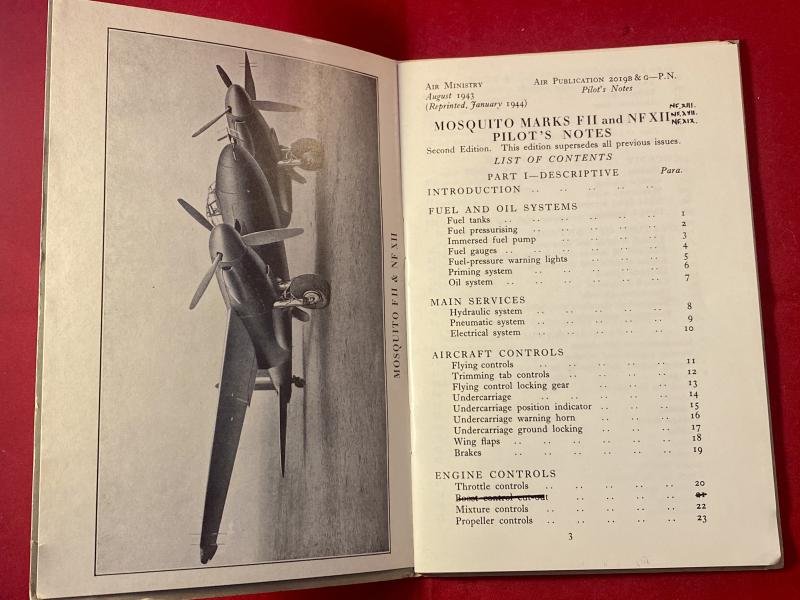 MOSQUITO F II & NF XII
AIR MINISTRY
August 1943
(Reprinted, January 1944)
AIR PUBLICATION 2019B & G—P.N.
Pilot's Notes
MOSQUITO MARKS F II and NF XII NF.XIII.
NF.XVII.
NF.XIX.
PILOT'S NOTES
Second Edition. This edition supersedes all previous issues.
LIST OF CONTENTS
PART I—DESCRIPTIVE Para.
INTRODUCTION .. .. .. .. ..
FUEL AND OIL SYSTEMS
Fuel tanks .. .. .. .. .. .. 1
Fuel pressurising .. .. .. .. .. 2
Immersed fuel pump .. .. .. .. 3
Fuel gauges .. .. .. .. .. .. 4
Fuel-pressure warning lights .. .. .. 5
Priming system .. .. .. .. .. 6
Oil system .. .. .. .. .. .. 7
MAIN SERVICES
Hydraulic system .. .. .. .. .. 8
Pneumatic system .. .. .. .. .. 9
Electrical system .. .. .. .. .. 10
AIRCRAFT CONTROLS
Flying controls .. .. .. .. .. 11
Trimming tab controls .. .. .. .. 12
Flying control locking gear .. .. .. 13
Undercarriage .. .. .. .. .. 14
Undercarriage position indicator .. .. .. 15
Undercarriage warning horn .. .. .. 16
Undercarriage ground locking .. .. .. 17
Wing flaps .. .. .. .. .. .. 18
Brakes .. .. .. .. .. .. 19
ENGINE CONTROLS
Throttle controls .. .. .. .. .. 20
Boost control cut-out .. .. .. .. 21
Mixture controls .. .. .. .. .. 22
Propeller controls .. .. .. .. .. 23
3